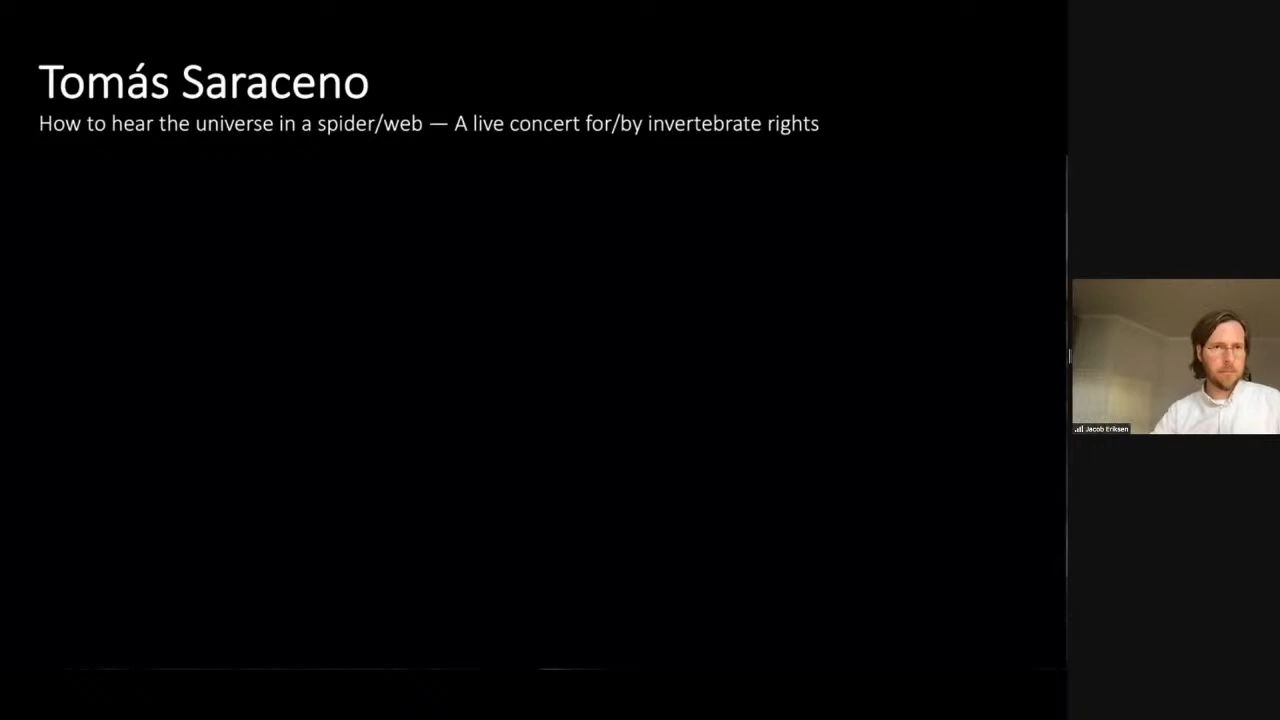 Tomás Saraceno
How to hear the universe in a spider/web — A live concert for/by invertebrate rights
Jacob Eriksen